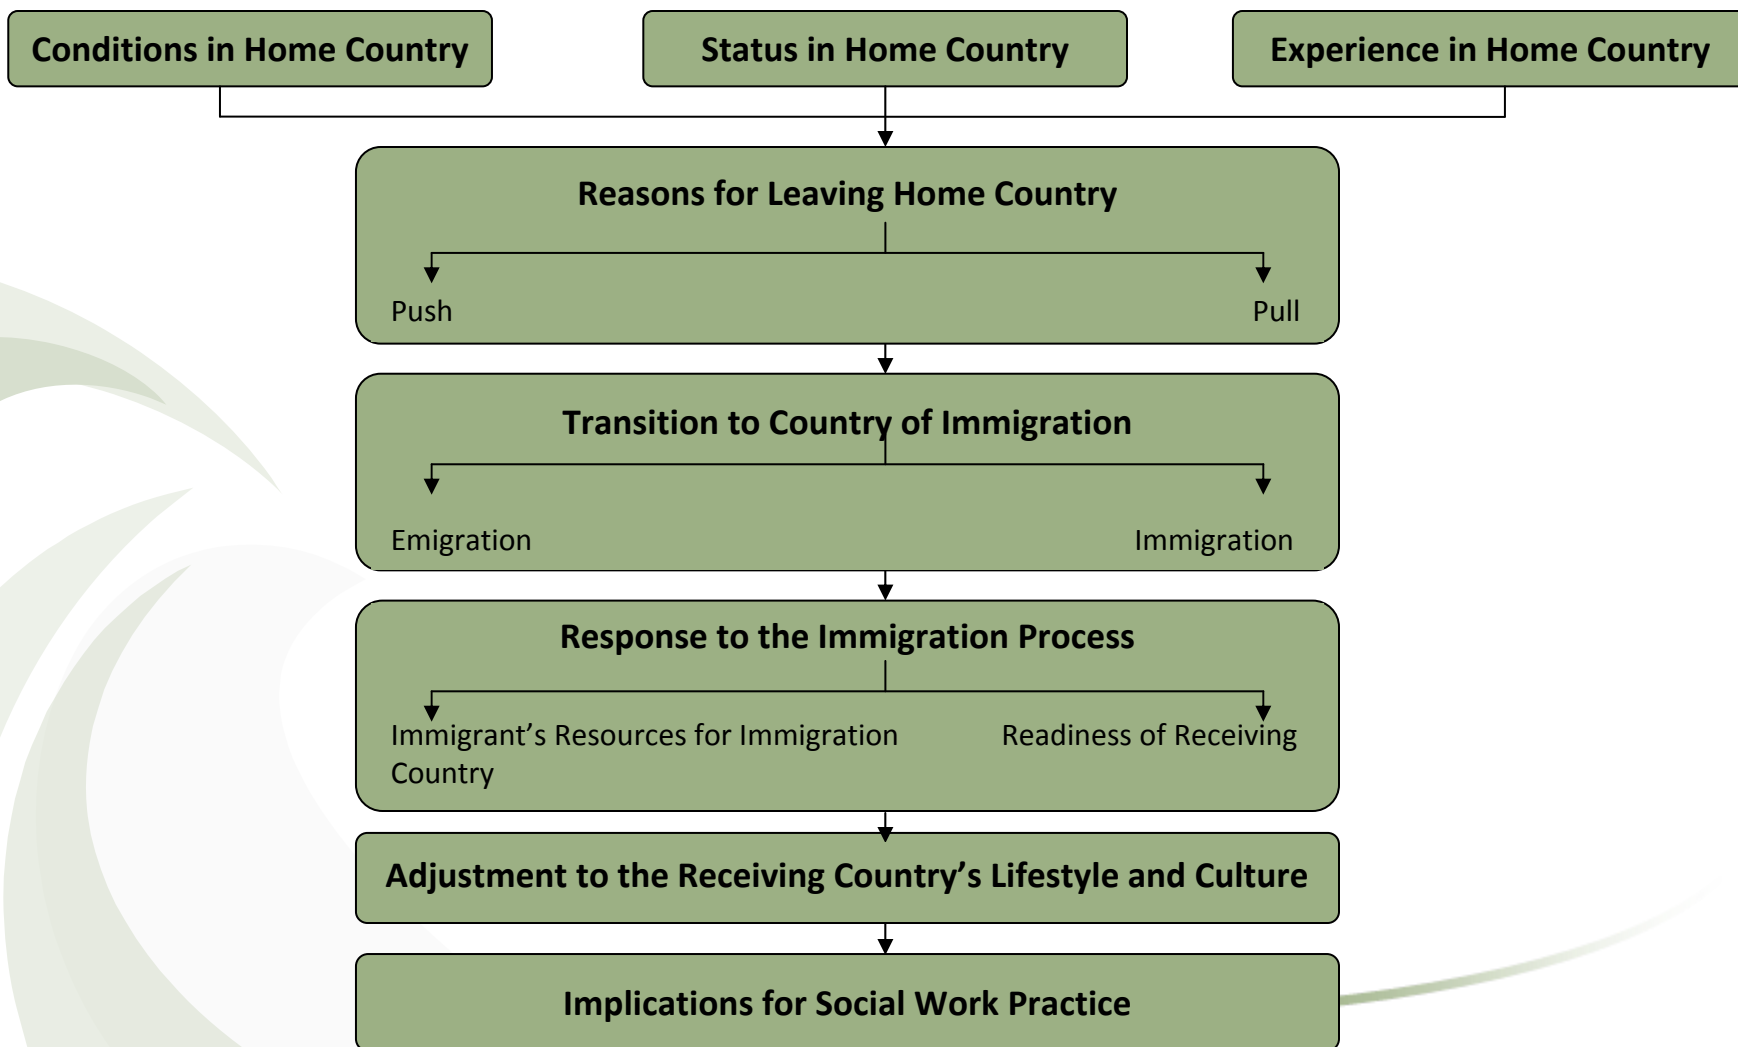 Conditions in Home Country
Status in Home Country
Experience in Home Country
Reasons for Leaving Home Country
Push
Pull
Transition to Country of Immigration
Emigration
Immigration
Response to the Immigration Process
Immigrant’s Resources for Immigration Readiness of Receiving
Country
Adjustment to the Receiving Country’s Lifestyle and Culture
Implications for Social Work Practice